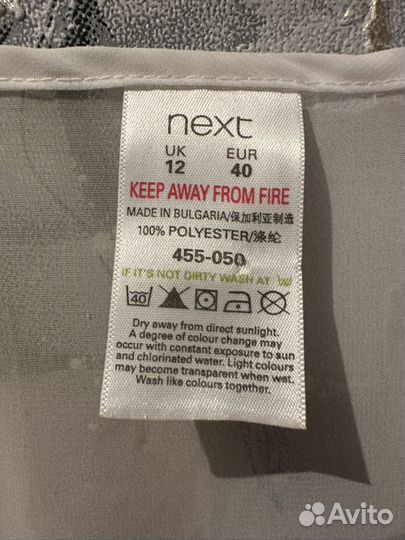 next
UK EUR
12 40
KEEP AWAY FROM FIRE
MADE IN BULGARIA/保加利亚制造
100% POLYESTER/涤纶
455-050
IF IT'S NOT DIRTY WASH AT
40
Dry away from direct sunlight.
A degree of colour change may
occur with constant exposure to sun
and chlorinated water. Light colours
may become transparent when wet.
Wash like colours together.
Avito